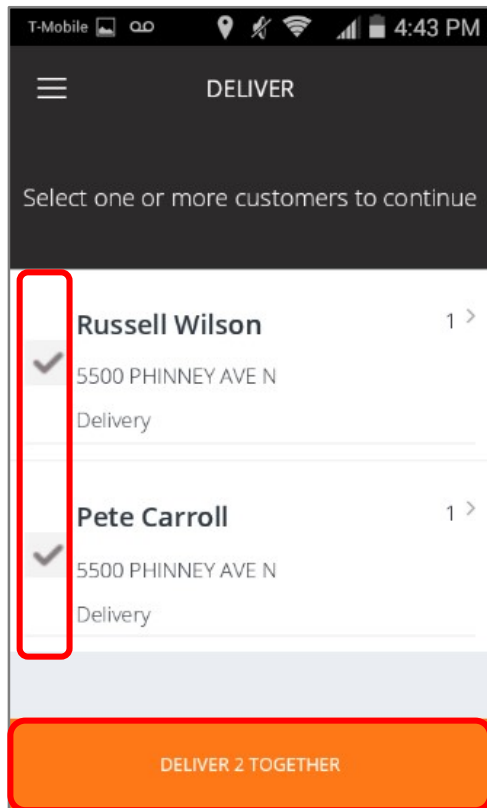 T-Mobile 4:43 PM
DELIVER
Select one or more customers to continue
Russell Wilson 1
5500 PHINNEY AVE N
Delivery
Pete Carroll 1
5500 PHINNEY AVE N
Delivery
DELIVER 2 TOGETHER